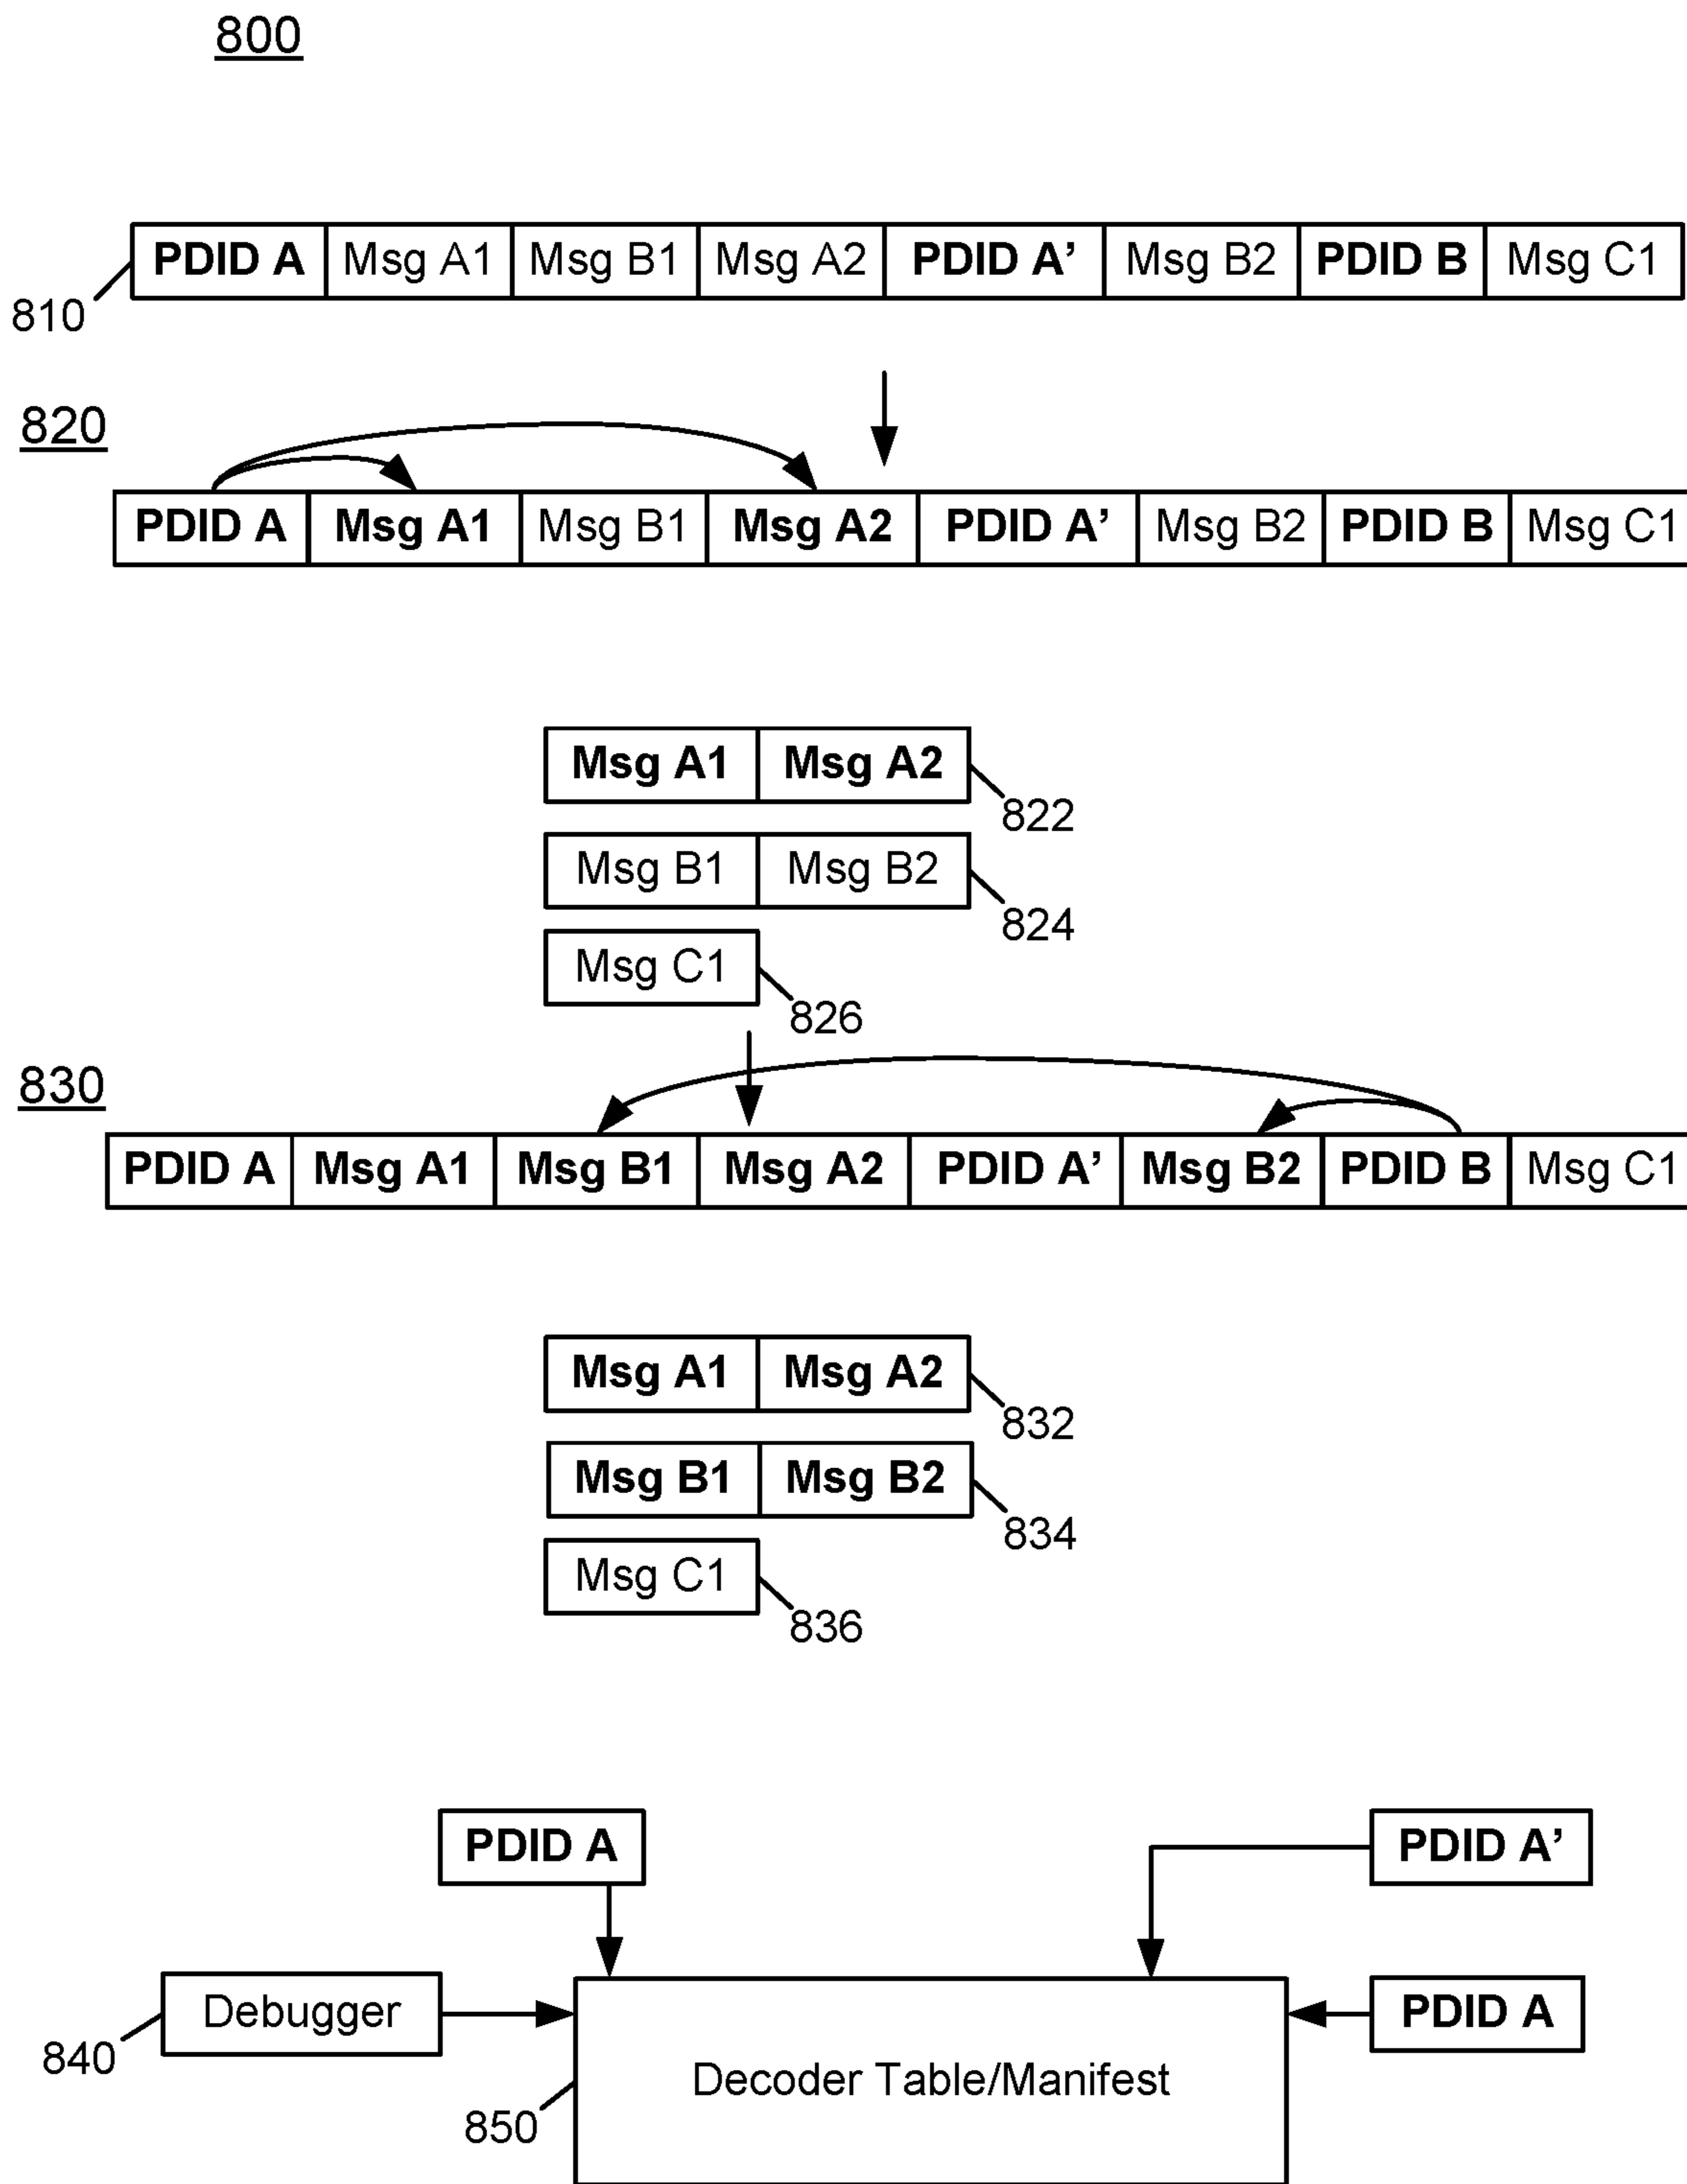 800
PDID A Msg A1 Msg B1 Msg A2 PDID A’ Msg B2 PDID B Msg C1
810
820
PDID A Msg A1 Msg B1 Msg A2 PDID A’ Msg B2 PDID B Msg C1
Msg A1 Msg A2
822
Msg B1 Msg B2
824
Msg C1
826
830
PDID A Msg A1 Msg B1 Msg A2 PDID A’ Msg B2 PDID B Msg C1
Msg A1 Msg A2
832
Msg B1 Msg B2
834
Msg C1
836
PDID A PDID A’
Debugger PDID A
840
Decoder Table/Manifest
850